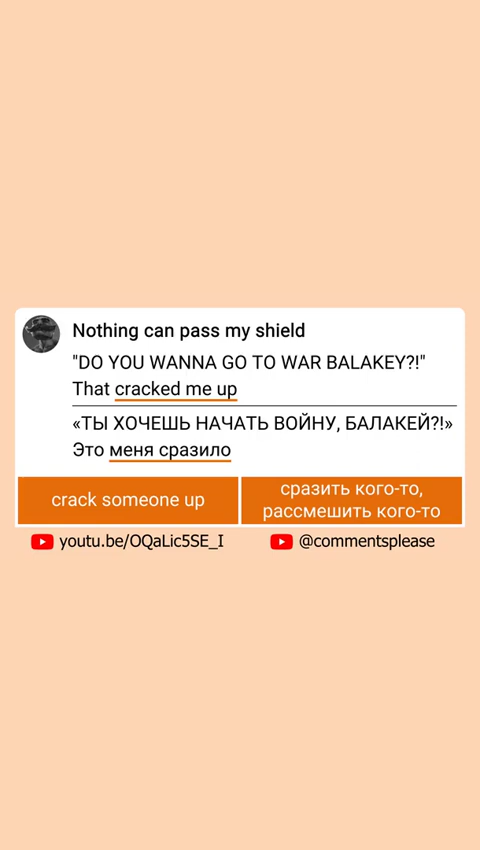 Nothing can pass my shield
"DO YOU WANNA GO TO WAR BALAKEY?!"
That cracked me up
«ТЫ ХОЧЕШЬ НАЧАТЬ ВОЙНУ, БАЛАКЕЙ?!»
Это меня сразило
crack someone up
сразить кого-то,
рассмешить кого-то
youtu.be/OQaLic5SE_I
@commentsplease